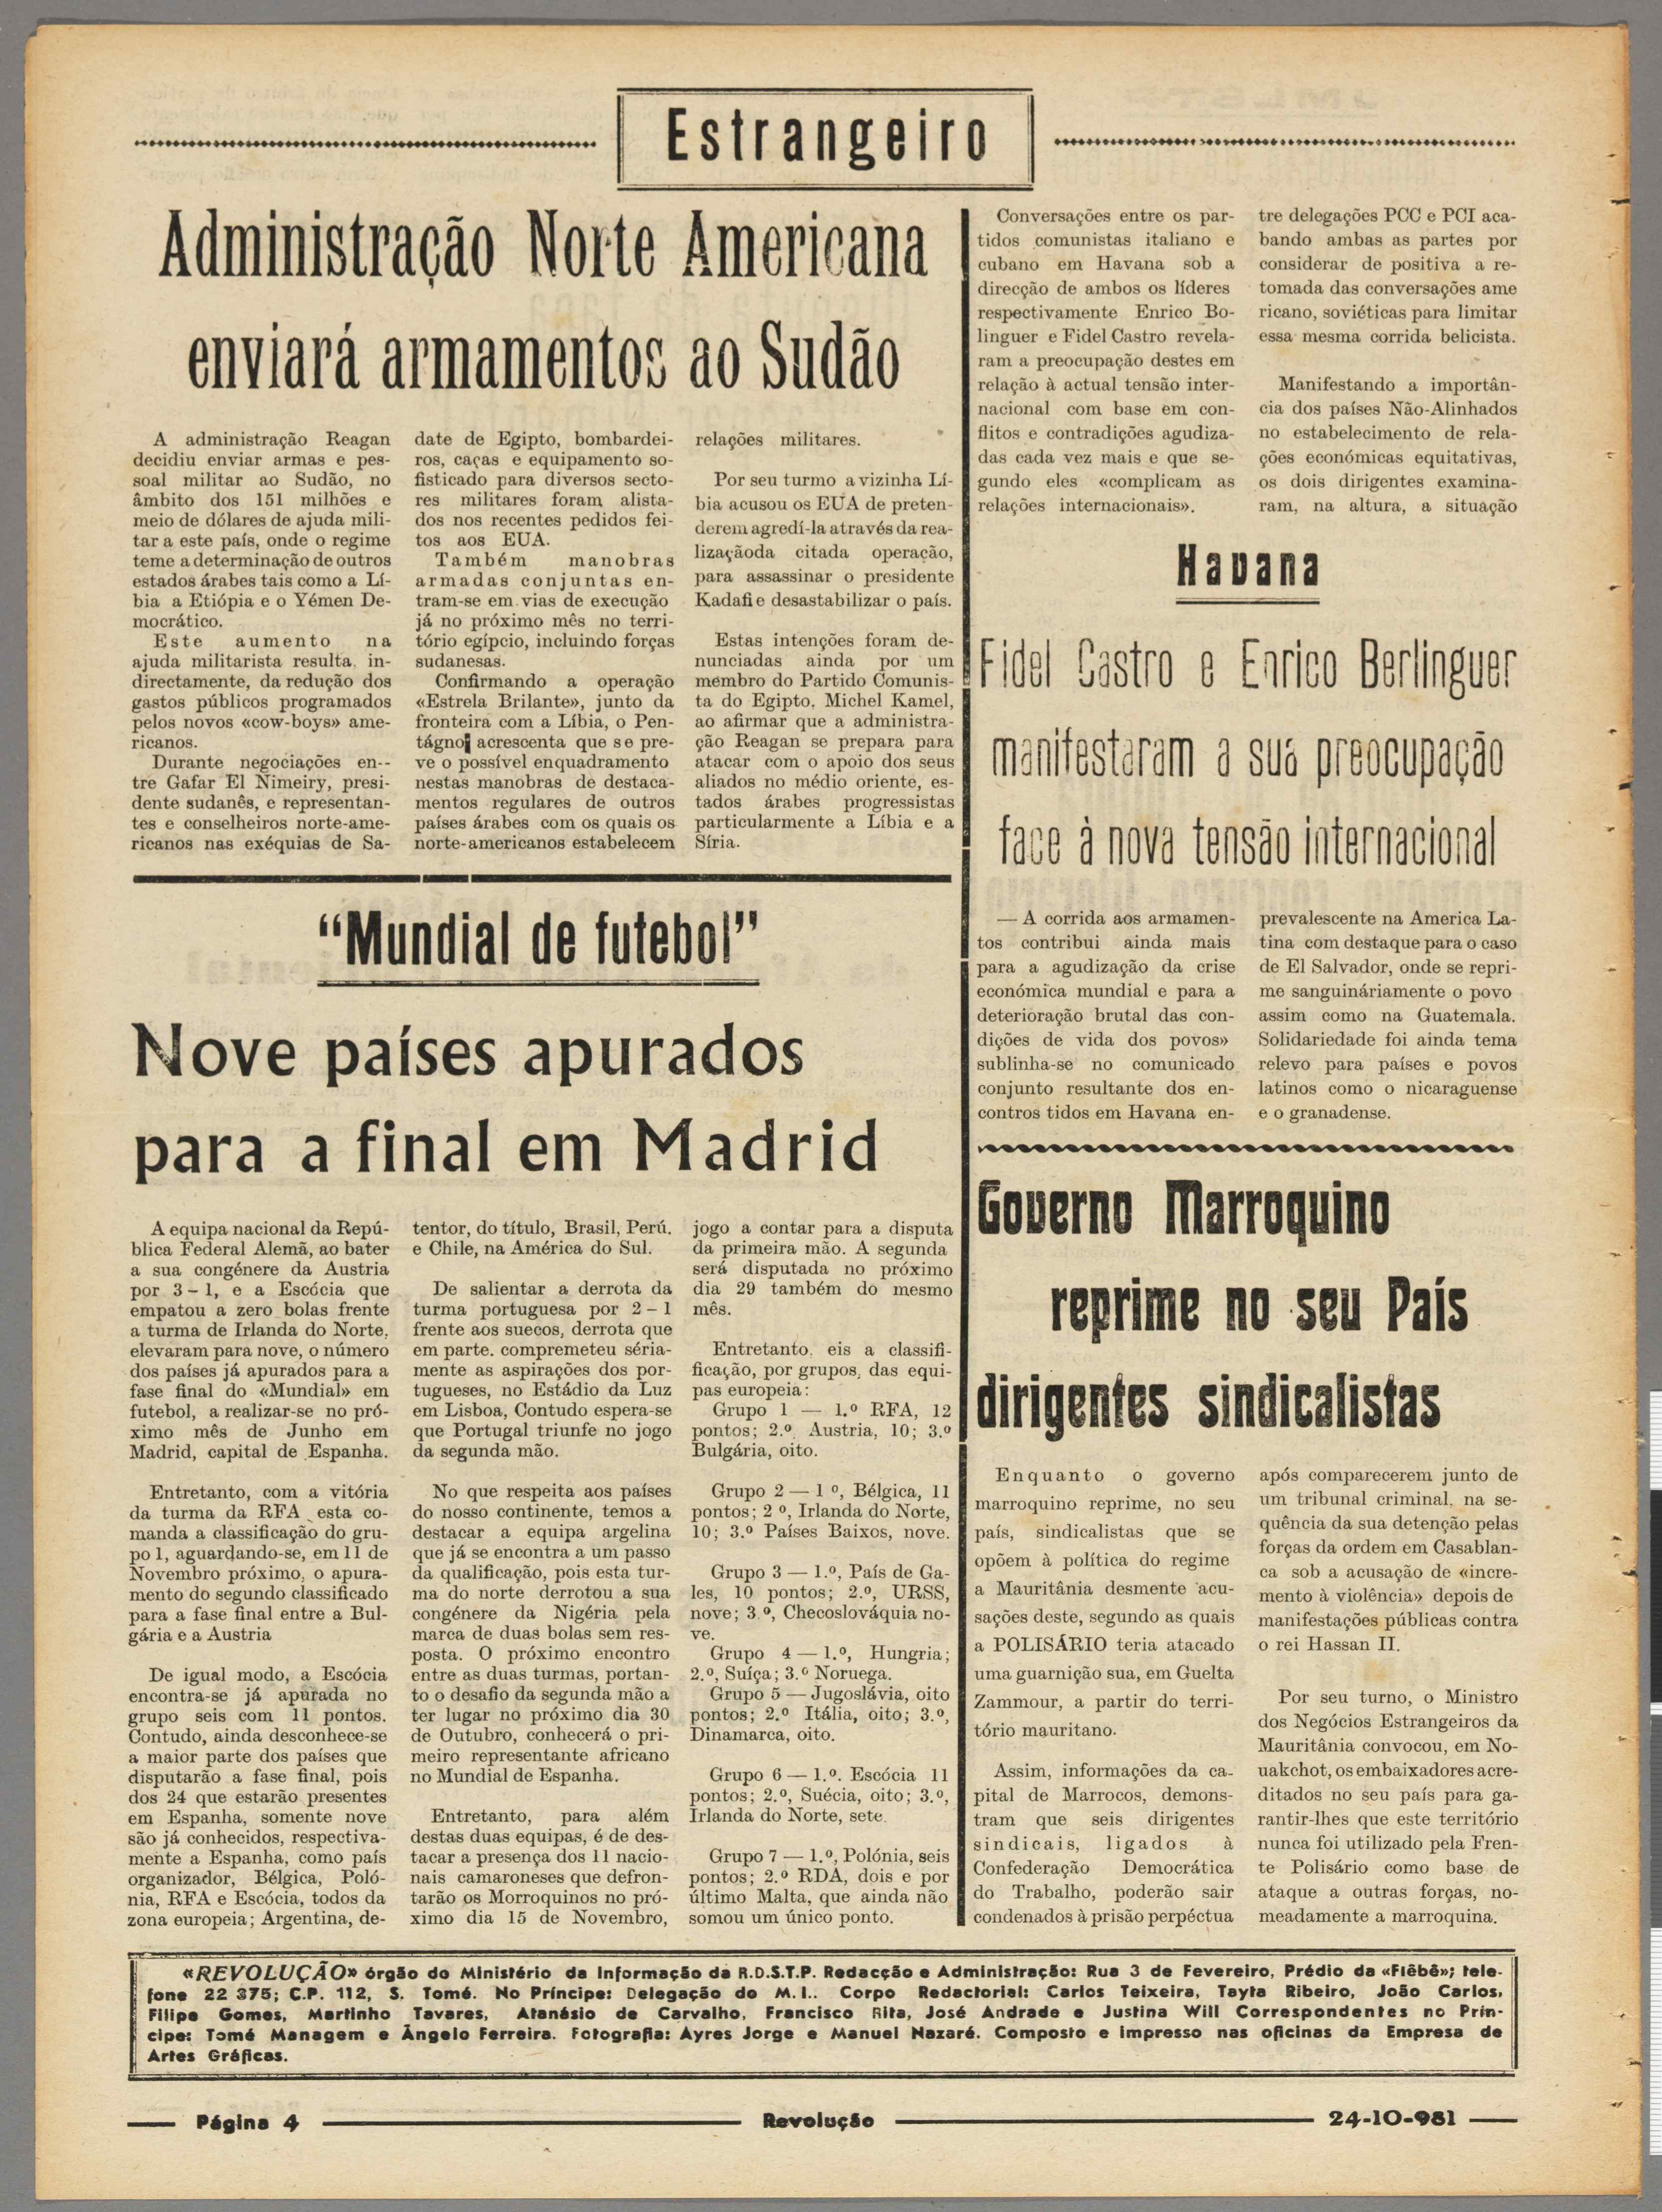 Estrangeiro
Administração Norte Americana
enviará armamentos ao Sudão
A administração Reagan
decidiu enviar armas e pes-
soal militar ao Sudão, no
âmbito dos 151 milhões e
meio de dólares de ajuda mili-
tar a este país, onde o regime
teme a determinação de outros
estados árabes tais como a Lí-
bia a Etiópia e o Yémen De-
mocrático.
Este aumento na
ajuda militarista resulta, in-
directamente, da redução dos
gastos públicos programados
pelos novos «cow-boys» ame-
ricanos.
Durante negociações en--
tre Gafar El Nimeiry, presi-
dente sudanês, e representan-
tes e conselheiros norte-ame-
ricanos nas exéquias de Sa-
date de Egipto, bombardei-
ros, caças e equipamento so-
fisticado para diversos secto-
res militares foram alista-
dos nos recentes pedidos fei-
tos aos EUA.
Também manobras
armadas conjuntas en-
tram-se em vias de execução
já no próximo mês no terri-
tório egípcio, incluindo forças
sudanesas.
Confirmando a operação
«Estrela Brilante», junto da
fronteira com a Líbia, o Pen-
tágno acrescenta que se pre-
ve o possível enquadramento
nestas manobras de destaca-
mentos regulares de outros
países árabes com os quais os
norte-americanos estabelecem
relações militares.
Por seu turmo a vizinha Lí-
bia acusou os EUA de preten-
derem agredí-la através da rea-
lizaçãoda citada operação,
para assassinar o presidente
Kadafi e desastabilizar o país.
Estas intenções foram de-
nunciadas ainda por um
membro do Partido Comunis-
ta do Egipto, Michel Kamel,
ao afirmar que a administra-
ção Reagan se prepara para
atacar com o apoio dos seus
aliados no médio oriente, es-
tados árabes progressistas
particularmente a Líbia e a
Síria.
“Mundial de futebol”
Nove países apurados
para a final em Madrid
A equipa nacional da Repú-
blica Federal Alemã, ao bater
a sua congénere da Austria
por 3 – 1, e a Escócia que
empatou a zero bolas frente
a turma de Irlanda do Norte,
elevaram para nove, o número
dos países já apurados para a
fase final do «Mundial» em
futebol, a realizar-se no pró-
ximo mês de Junho em
Madrid, capital de Espanha.
Entretanto, com a vitória
da turma da RFA esta co-
manda a classificação do gru-
po 1, aguardando-se, em 11 de
Novembro próximo, o apura-
mento do segundo classificado
para a fase final entre a Bul-
gária e a Austria
De igual modo, a Escócia
encontra-se já apurada no
grupo seis com 11 pontos.
Contudo, ainda desconhece-se
a maior parte dos países que
disputarão a fase final, pois
dos 24 que estarão presentes
em Espanha, somente nove
são já conhecidos, respectiva-
mente a Espanha, como país
organizador, Bélgica, Poló-
nia, RFA e Escócia, todos da
zona europeia; Argentina, de-
tentor, do título, Brasil, Perú,
e Chile, na América do Sul.
De salientar a derrota da
turma portuguesa por 2 – 1
frente aos suecos, derrota que
em parte. compremeteu séria-
mente as aspirações dos por-
tugueses, no Estádio da Luz
em Lisboa, Contudo espera-se
que Portugal triunfe no jogo
da segunda mão.
No que respeita aos países
do nosso continente, temos a
destacar a equipa argelina
que já se encontra a um passo
da qualificação, pois esta tur-
ma do norte derrotou a sua
congénere da Nigéria pela
marca de duas bolas sem res-
posta. O próximo encontro
entre as duas turmas, portan-
to o desafio da segunda mão a
ter lugar no próximo dia 30
de Outubro, conhecerá o pri-
meiro representante africano
no Mundial de Espanha.
Entretanto, para além
destas duas equipas, é de des-
tacar a presença dos 11 nacio-
nais camaroneses que defron-
tarão os Morroquinos no pró-
ximo dia 15 de Novembro,
jogo a contar para a disputa
da primeira mão. A segunda
será disputada no próximo
dia 29 também do mesmo
mês.
Entretanto, eis a classifi-
ficação, por grupos, das equi-
pas europeia:
Grupo 1 — 1.º RFA, 12
pontos; 2.º, Austria, 10; 3.º
Bulgária, oito.
Grupo 2 — 1 º, Bélgica, 11
pontos; 2 º, Irlanda do Norte,
10; 3.º Países Baixos, nove.
Grupo 3 — 1.º, País de Ga-
les, 10 pontos; 2.º, URSS,
nove; 3.º, Checoslováquia no-
ve.
Grupo 4 — 1.º, Hungria;
2.º, Suíça; 3.º Noruega.
Grupo 5 — Jugoslávia, oito
pontos; 2.º Itália, oito; 3.º,
Dinamarca, oito.
Grupo 6 — 1.º. Escócia 11
pontos; 2.º, Suécia, oito; 3.º,
Irlanda do Norte, sete.
Grupo 7 — 1.º, Polónia, seis
pontos; 2.º RDA, dois e por
último Malta, que ainda não
somou um único ponto.
Conversações entre os par-
tidos comunistas italiano e
cubano em Havana sob a
direcção de ambos os líderes
respectivamente Enrico Bo-
linguer e Fidel Castro revela-
ram a preocupação destes em
relação à actual tensão inter-
nacional com base em con-
flitos e contradições agudiza-
das cada vez mais e que se-
gundo eles «complicam as
relações internacionais».
tre delegações PCC e PCI aca-
bando ambas as partes por
considerar de positiva a re-
tomada das conversações ame
ricano, soviéticas para limitar
essa mesma corrida belicista.
Manifestando a importân-
cia dos países Não-Alinhados
no estabelecimento de rela-
ções económicas equitativas,
os dois dirigentes examina-
ram, na altura, a situação
Havana
Fidel Castro e Enrico Berlinguer
manifestaram a sua preocupação
face à nova tensão internacional
— A corrida aos armamen-
tos contribui ainda mais
para a agudização da crise
económica mundial e para a
deterioração brutal das con-
dições de vida dos povos»
sublinha-se no comunicado
conjunto resultante dos en-
contros tidos em Havana en-
prevalescente na America La-
tina com destaque para o caso
de El Salvador, onde se repri-
me sanguináriamente o povo
assim como na Guatemala.
Solidariedade foi ainda tema
relevo para países e povos
latinos como o nicaraguense
e o granadense.
Governo Marroquino
reprime no seu País
dirigentes sindicalistas
Enquanto o governo
marroquino reprime, no seu
país, sindicalistas que se
opõem à política do regime
a Mauritânia desmente acu-
sações deste, segundo as quais
a POLISÁRIO teria atacado
uma guarnição sua, em Guelta
Zammour, a partir do terri-
tório mauritano.
Assim, informações da ca-
pital de Marrocos, demons-
tram que seis dirigentes
sindicais, ligados à
Confederação Democrática
do Trabalho, poderão sair
condenados à prisão perpéctua
após comparecerem junto de
um tribunal criminal, na se-
quência da sua detenção pelas
forças da ordem em Casablan-
ca sob a acusação de «incre-
mento à violência» depois de
manifestações públicas contra
o rei Hassan II.
Por seu turno, o Ministro
dos Negócios Estrangeiros da
Mauritânia convocou, em No-
uakchot, os embaixadores acre-
ditados no seu país para ga-
rantir-lhes que este território
nunca foi utilizado pela Fren-
te Polisário como base de
ataque a outras forças, no-
meadamente a marroquina.
«REVOLUÇÃO» órgão do Ministério da Informação da R.D.S.T.P. Redacção e Administração: Rua 3 de Fevereiro, Prédio da «Flêbê»; tele-
fone 22 375; C.P. 112, S. Tomé. No Príncipe: Delegação do M.I.. Corpo Redactorial: Carlos Teixeira, Tayta Ribeiro, João Carlos,
Filipe Gomes, Martinho Tavares, Atanásio de Carvalho, Francisco Rita, José Andrade e Justina Will Correspondentes no Prín-
cipe: Tomé Managem e Ângelo Ferreira. Fotografia: Ayres Jorge e Manuel Nazaré. Composto e impresso nas oficinas da Empresa de
Artes Gráficas.
Página 4 Revolução 24-10-981